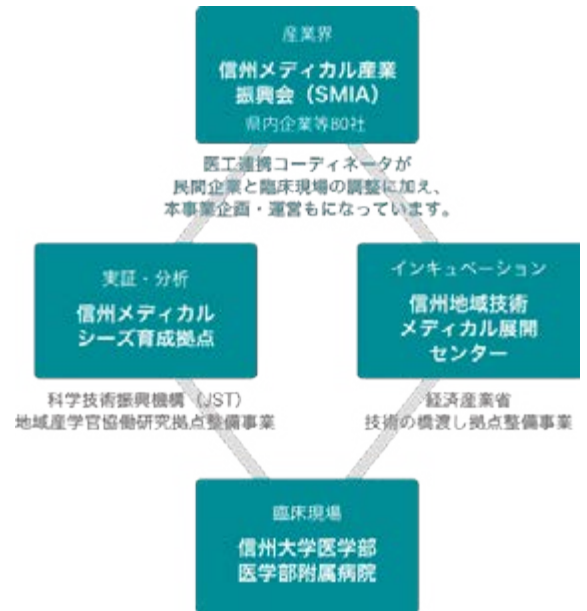 産業界
信州メディカル産業
振興会（SMIA）
県内企業等80社
医工連携コーディネータが
民間企業と臨床現場の調整に加え、
本事業企画・運営もになっています。
実証・分析
信州メディカル
シーズ育成拠点
科学技術振興機構（JST）
地域産学官協働研究拠点整備事業
インキュベーション
信州地域技術
メディカル展開
センター
経済産業省
技術の橋渡し拠点整備事業
臨床現場
信州大学医学部
医学部附属病院